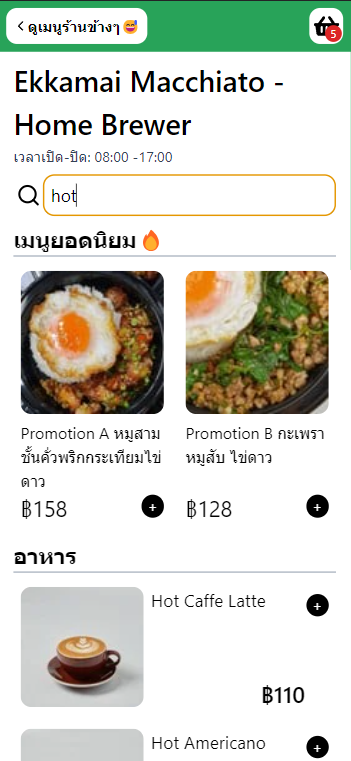 ดูเมนูร้านข้างๆ 😅
5
Ekkamai Macchiato -
Home Brewer
เวลาเปิด-ปิด: 08:00 -17:00
hot
เมนูยอดนิยม 🔥
Promotion A หมูสาม
ชั้นคั่วพริกกระเทียมไข่
ดาว
฿158
+
Promotion B กะเพรา
หมูสับ ไข่ดาว
฿128
+
อาหาร
Hot Caffe Latte
+
฿110
Hot Americano
+